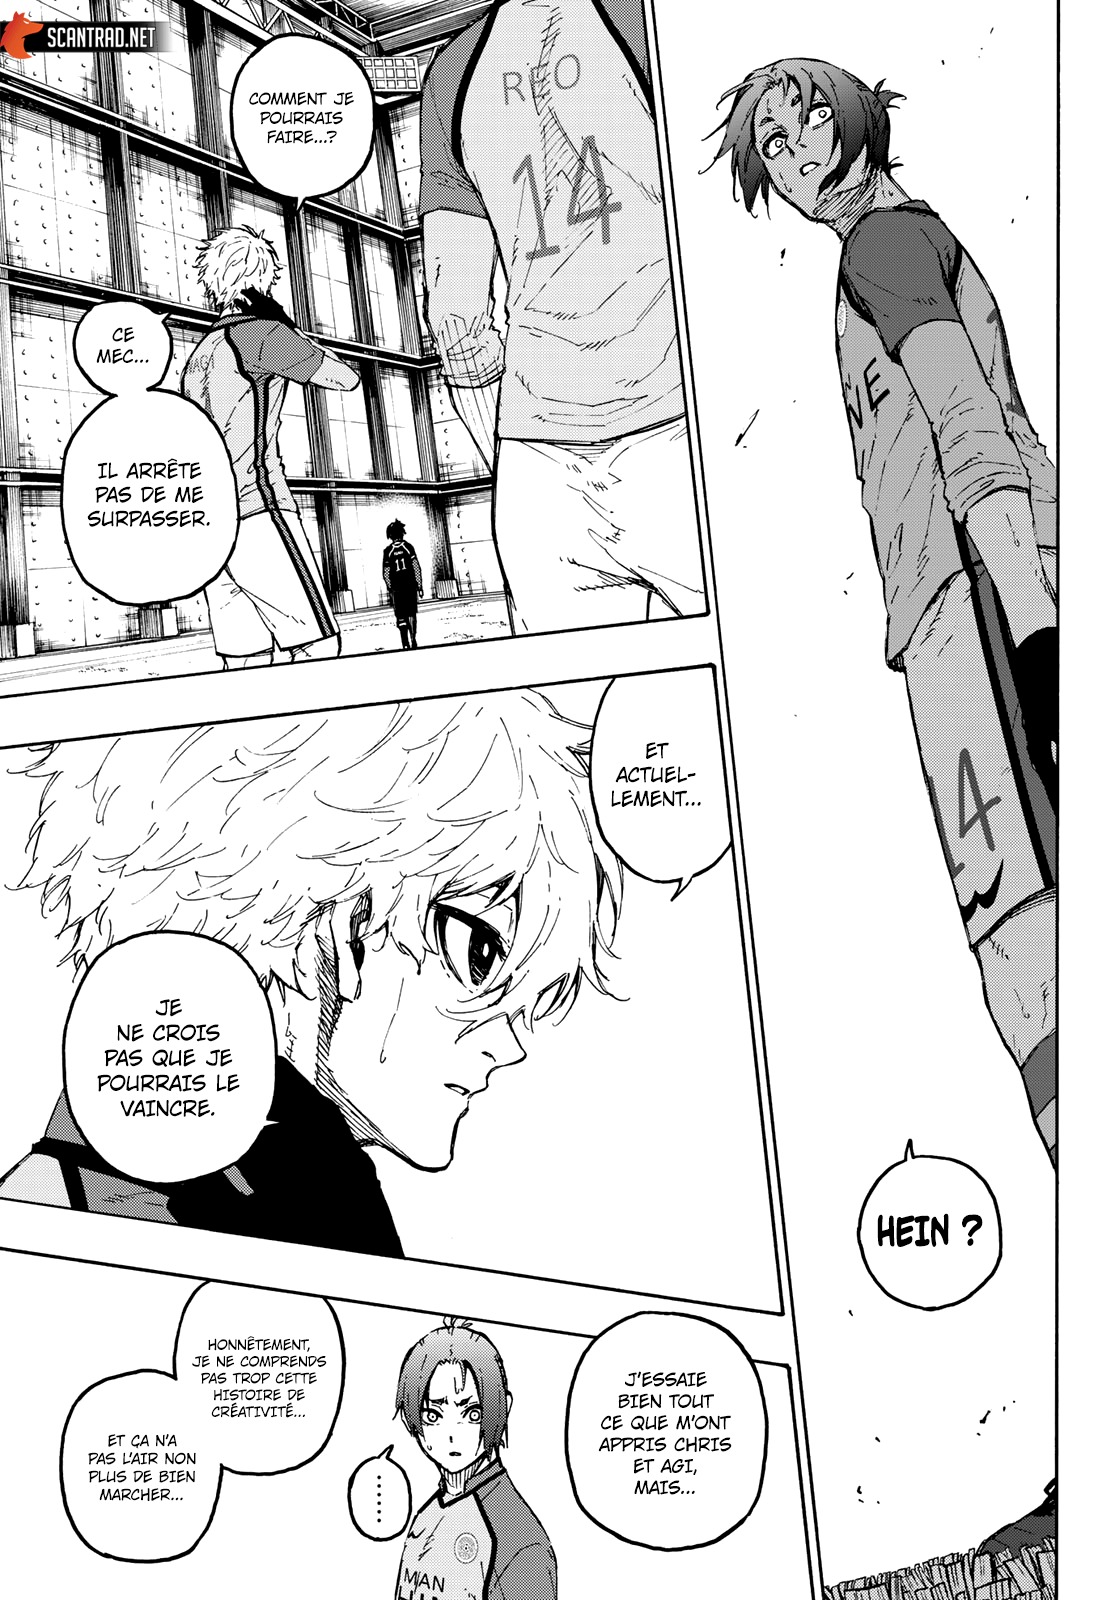 SCANTRAD.NET
HEIN ?
14
NE
REO
14
COMMENT JE
POURRAIS
FAIRE...?
CE
MEC...
IL ARRÊTE
PAS DE ME
SURPASSER.
11
ET
ACTUEL-
LEMENT...
JE
NE CROIS
PAS QUE JE
POURRAIS LE
VAINCRE.
J'ESSAIE
BIEN TOUT
CE QUE M'ONT
APPRIS CHRIS
ET AGI,
MAIS...
......
MAN
HONNÊTEMENT,
JE NE COMPRENDS
PAS TROP CETTE
HISTOIRE DE
CRÉATIVITÉ...
ET ÇA N'A
PAS L'AIR NON
PLUS DE BIEN
MARCHER...